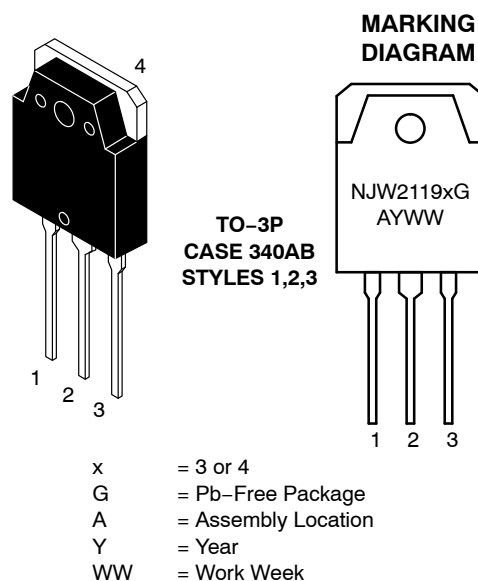 4
1
2
3
TO−3P
CASE 340AB
STYLES 1,2,3
MARKING
DIAGRAM
NJW2119xG
AYWW
1 2 3
x = 3 or 4
G = Pb−Free Package
A = Assembly Location
Y = Year
WW = Work Week